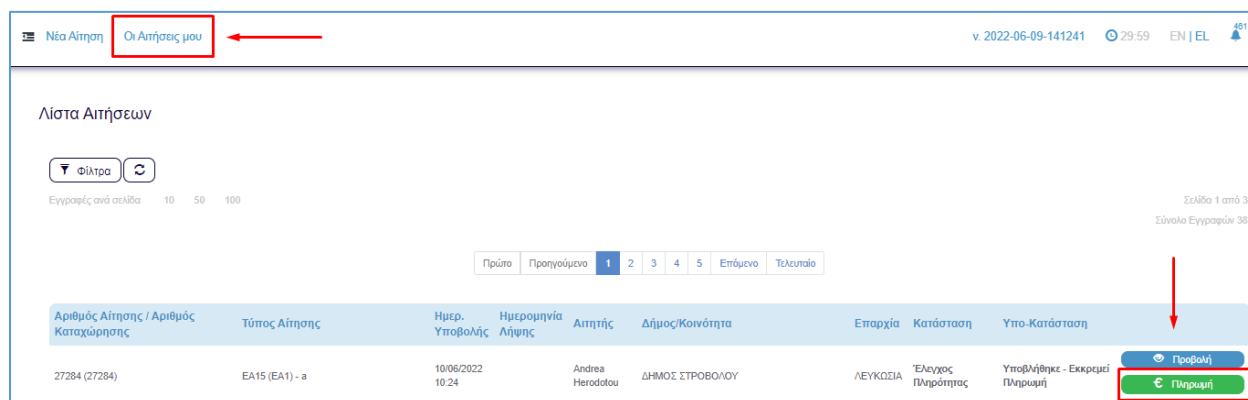 Νέα Αίτηση Οι Αιτήσεις μου v. 2022-06-09-141241 29:59 EN | EL 461
Λίστα Αιτήσεων
Φίλτρα
Εγγραφές ανά σελίδα 10 50 100 Σελίδα 1 από 3
Σύνολο Εγγραφών 38
Πρώτο Προηγούμενο 1 2 3 4 5 Επόμενο Τελευταίο
Αριθμός Αίτησης / Αριθμός Καταχώρησης Τύπος Αίτησης Ημερ. Υποβολής Ημερομηνία Λήψης Αιτητής Δήμος/Κοινότητα Επαρχία Κατάσταση Υπο-Κατάσταση
27284 (27284) ΕΑ15 (ΕΑ1) - a 10/06/2022 10:24 Andrea Herodotou ΔΗΜΟΣ ΣΤΡΟΒΟΛΟΥ ΛΕΥΚΩΣΙΑ Έλεγχος Πληρότητας Υποβλήθηκε - Εκκρεμεί Πληρωμή Προβολή
€ Πληρωμή